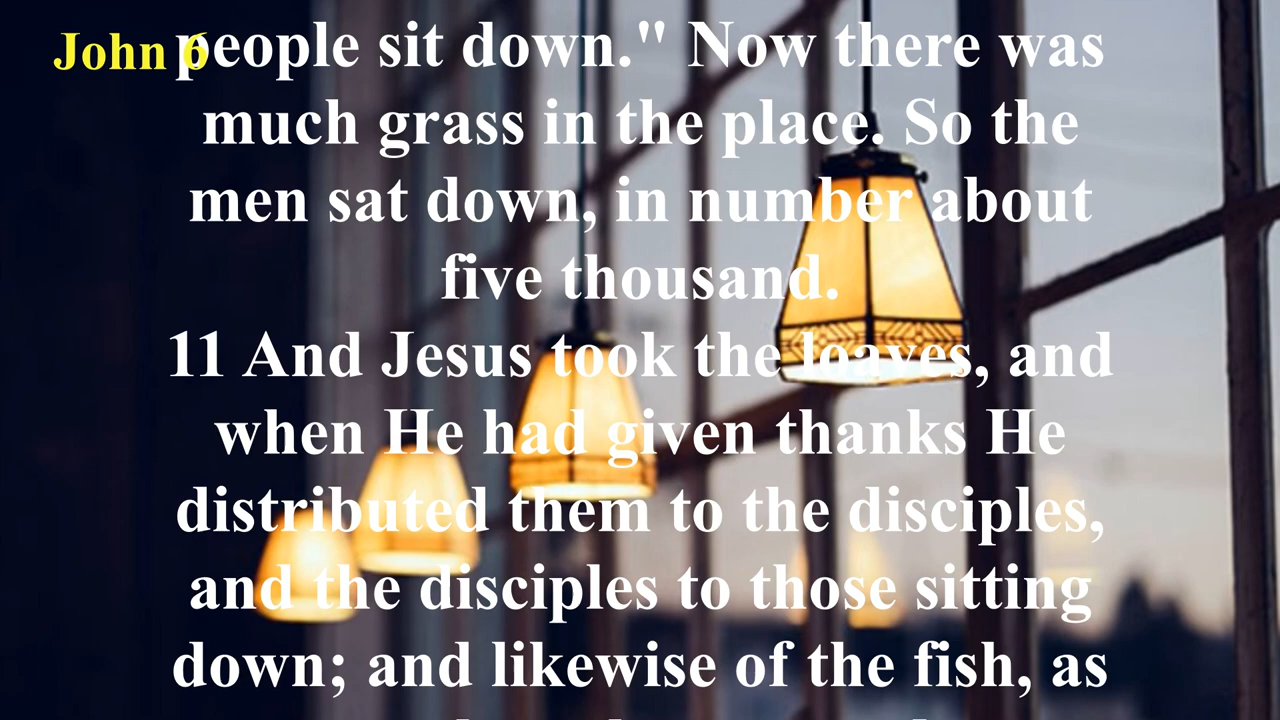 John 6
people sit down." Now there was
much grass in the place. So the
men sat down, in number about
five thousand.
11 And Jesus took the loaves, and
when He had given thanks He
distributed them to the disciples,
and the disciples to those sitting
down; and likewise of the fish, as